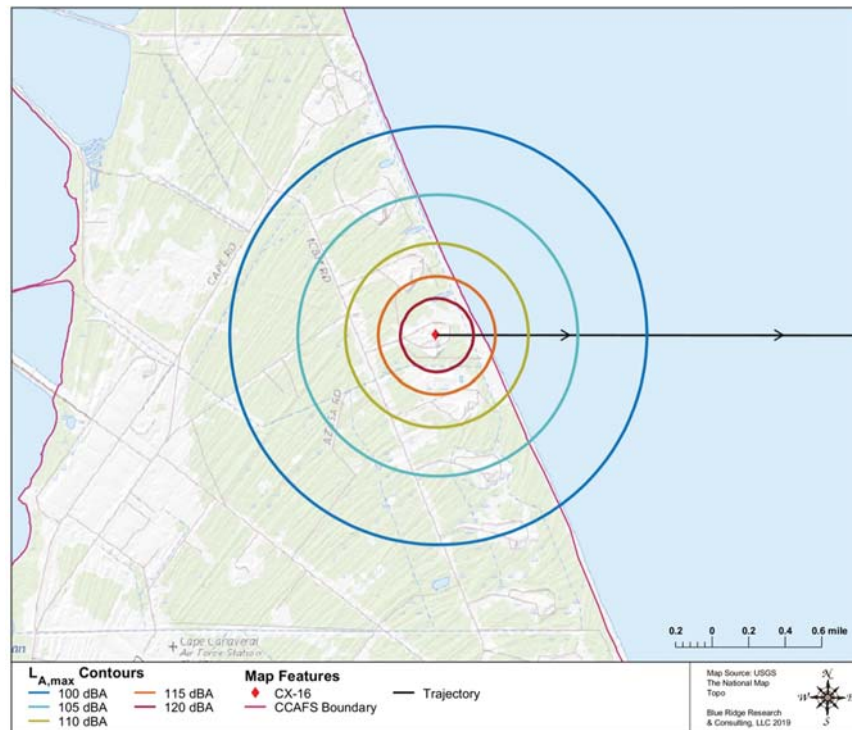 CAPE RD
ICBM RD
AZUSA RD
Cape Canaveral
Air Force Station
0.2 0 0.2 0.4 0.6 mile
LA,max Contours
100 dBA
105 dBA
110 dBA
115 dBA
120 dBA
Map Features
CX-16
CCAFS Boundary
Trajectory
Map Source: USGS
The National Map
Topo
Blue Ridge Research
& Consulting, LLC 2019
N
W E
S